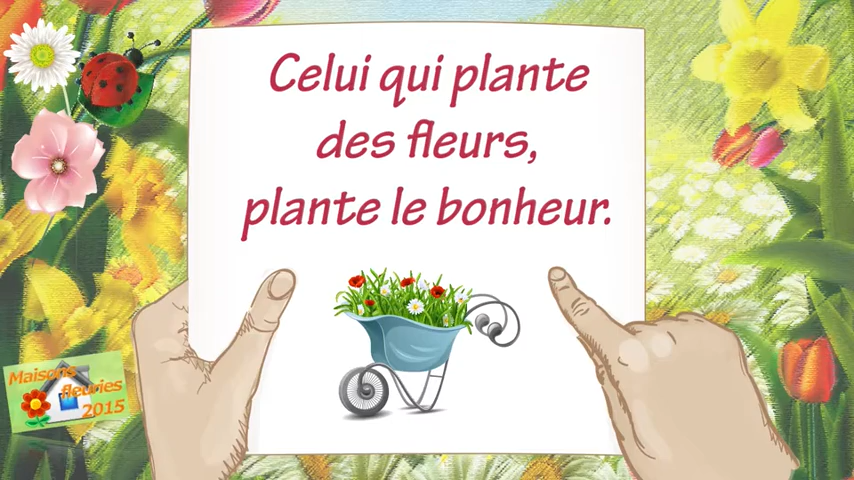 Celui qui plante
des fleurs,
plante le bonheur.
Maisons
fleuries
2015